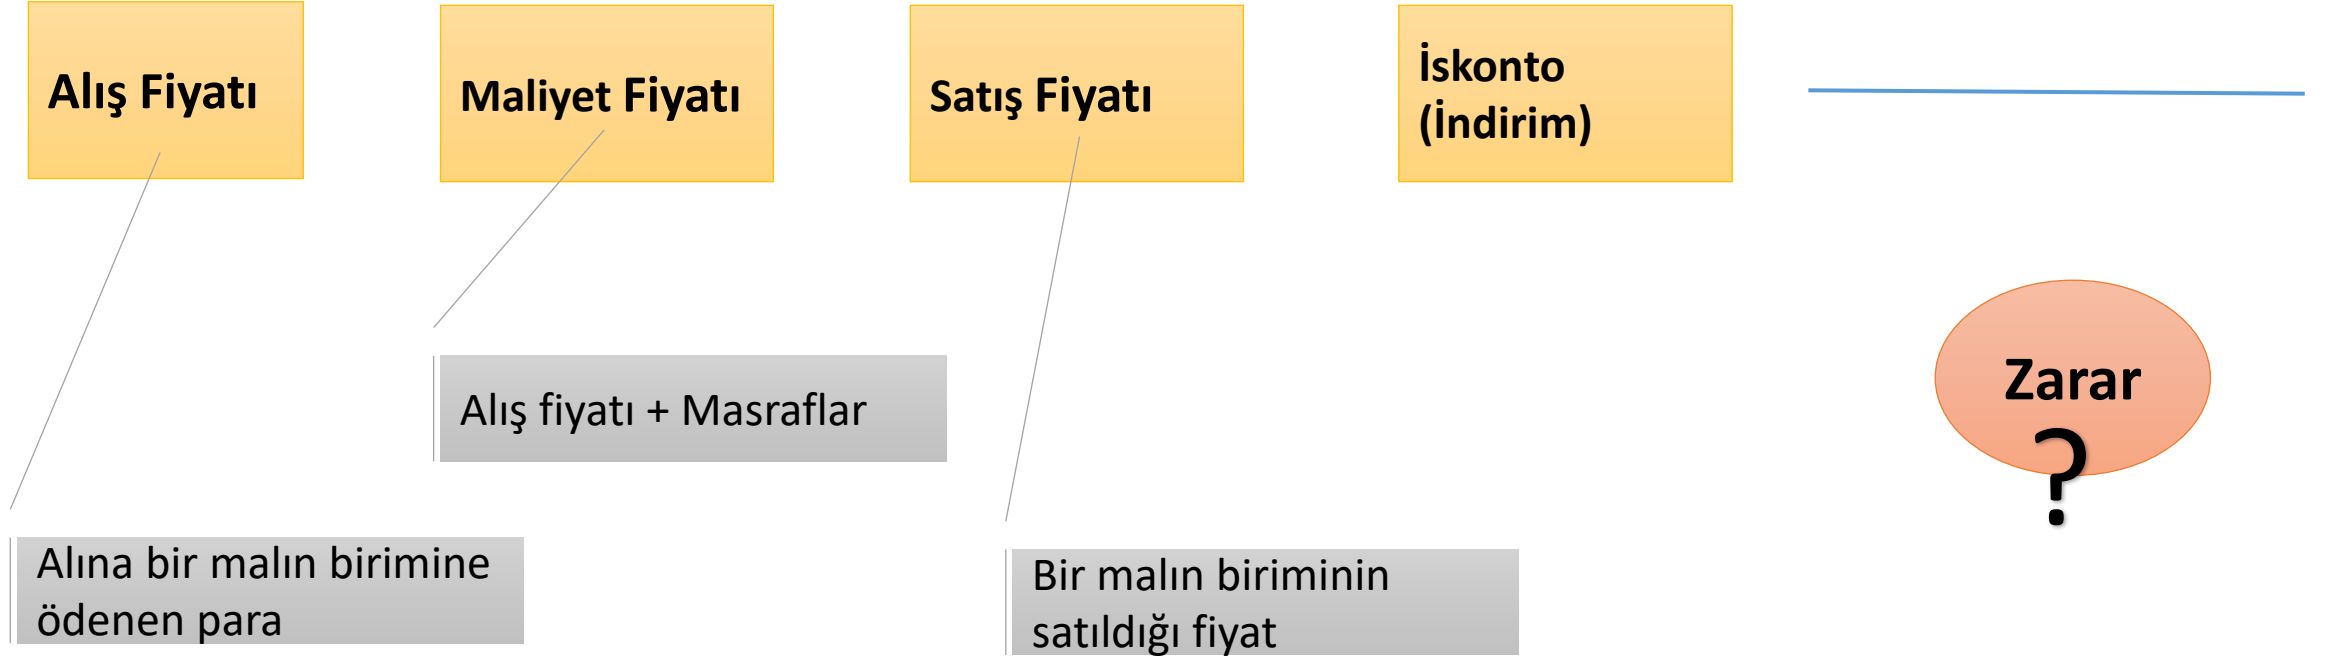 Alış Fiyatı
Maliyet Fiyatı
Satış Fiyatı
İskonto
(İndirim)
Zarar
?
Alış fiyatı + Masraflar
Alına bir malın birimine
ödenen para
Bir malın biriminin
satıldığı fiyat